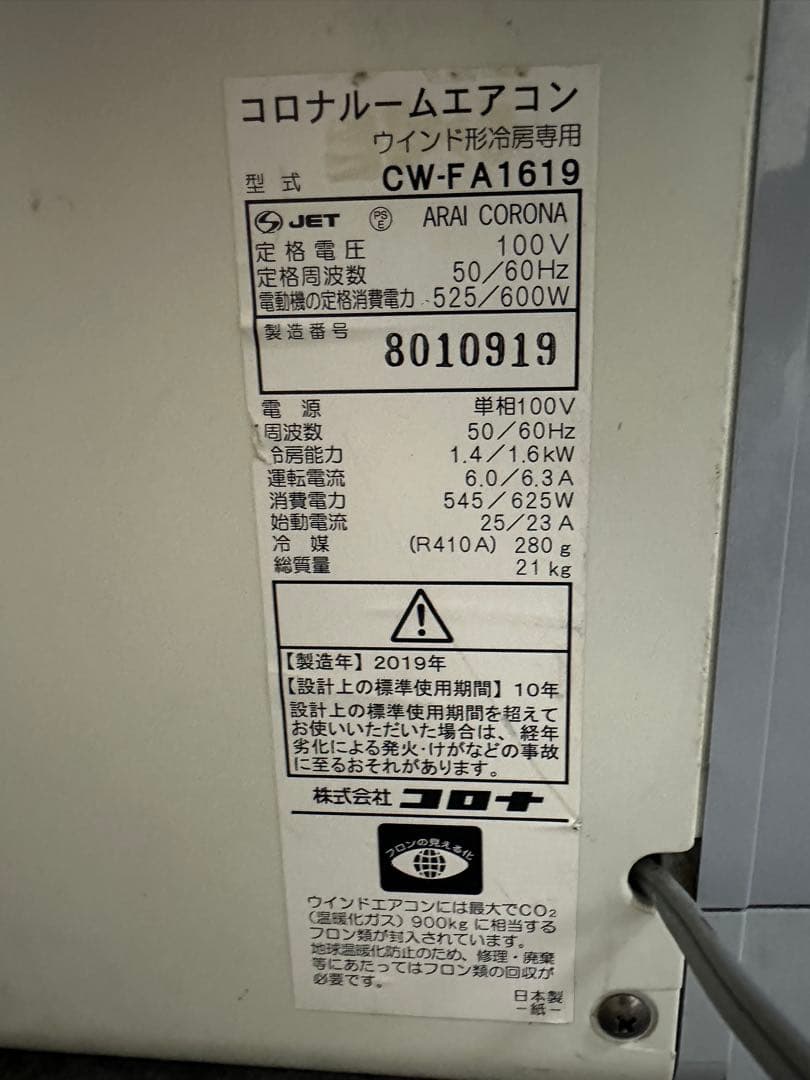 コロナルームエアコン
ウインド形冷房専用
型式 CW-FA1619
JET PSE ARAI CORONA
定格電圧 100V
定格周波数 50/60Hz
電動機の定格消費電力 525/600W
製造番号 8010919
電源 単相100V
周波数 50/60Hz
冷房能力 1.4/1.6kW
運転電流 6.0/6.3A
消費電力 545/625W
始動電流 25/23A
冷媒 (R410A) 280g
総質量 21kg
【製造年】2019年
【設計上の標準使用期間】10年
設計上の標準使用期間を超えて
お使いいただいた場合は、経年
劣化による発火・けがなどの事故
に至るおそれがあります。
株式会社 コロナ
フロンの見える化
ウインドエアコンには最大でCO₂
(温暖化ガス)900kgに相当する
フロン類が封入されています。
地球温暖化防止のため、修理・廃棄
等にあたってはフロン類の回収が
必要です。
日本製
-紙-